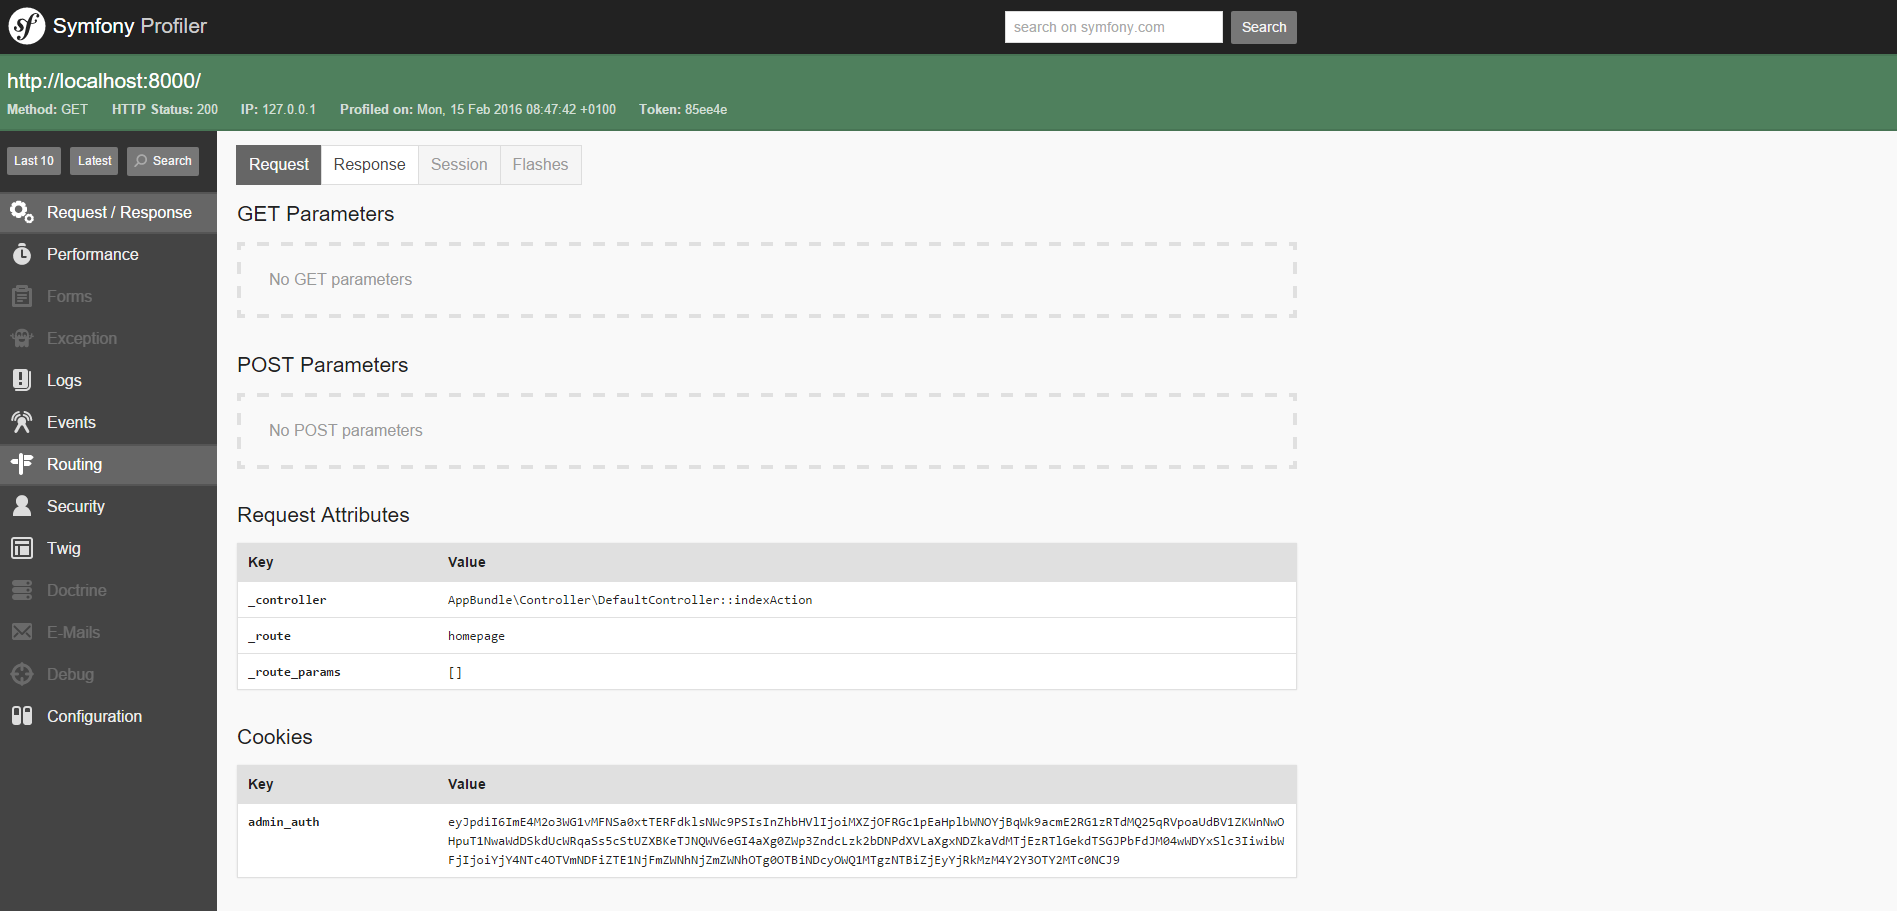 Symfony Profiler
search on symfony.com
Search
http://localhost:8000/
Method: GET HTTP Status: 200 IP: 127.0.0.1 Profiled on: Mon, 15 Feb 2016 08:47:42 +0100 Token: 85ee4e
Last 10 Latest Search
Request / Response
Performance
Forms
Exception
Logs
Events
Routing
Security
Twig
Doctrine
E-Mails
Debug
Configuration
Request Response Session Flashes
GET Parameters
No GET parameters
POST Parameters
No POST parameters
Request Attributes
Key Value
_controller AppBundle\Controller\DefaultController::indexAction
_route homepage
_route_params []
Cookies
Key Value
admin_auth eyJpdiI6ImE4M2o3WG1vMFNSa0xtTERFdklsNWc9PSIsInZhbHVlIjoiMXZjOFRGc1pEaHplbWNOYjBqWk9acmE2RG1zRTdMQ25qRVpoaUdBV1ZKWnNwO
HpuT1NwaWdDSkdUcWRqaSs5cStUZXBKeTJNQWV6eGI4aXg0ZWp3ZndcLzk2bDNPdXVLaXgxNDZkaVdMTjEzRTlGekdTSGJPbFdJM04wWDYxSlc3IiwibW
FjIjoiYjY4NTc4OTVmNDFiZTE1NjFmZWNhNjZmZWNhOTg0OTBiNDcyOWQ1MTgzNTBiZjEyYjRkMzM4Y2Y3OTY2MTc0NCJ9